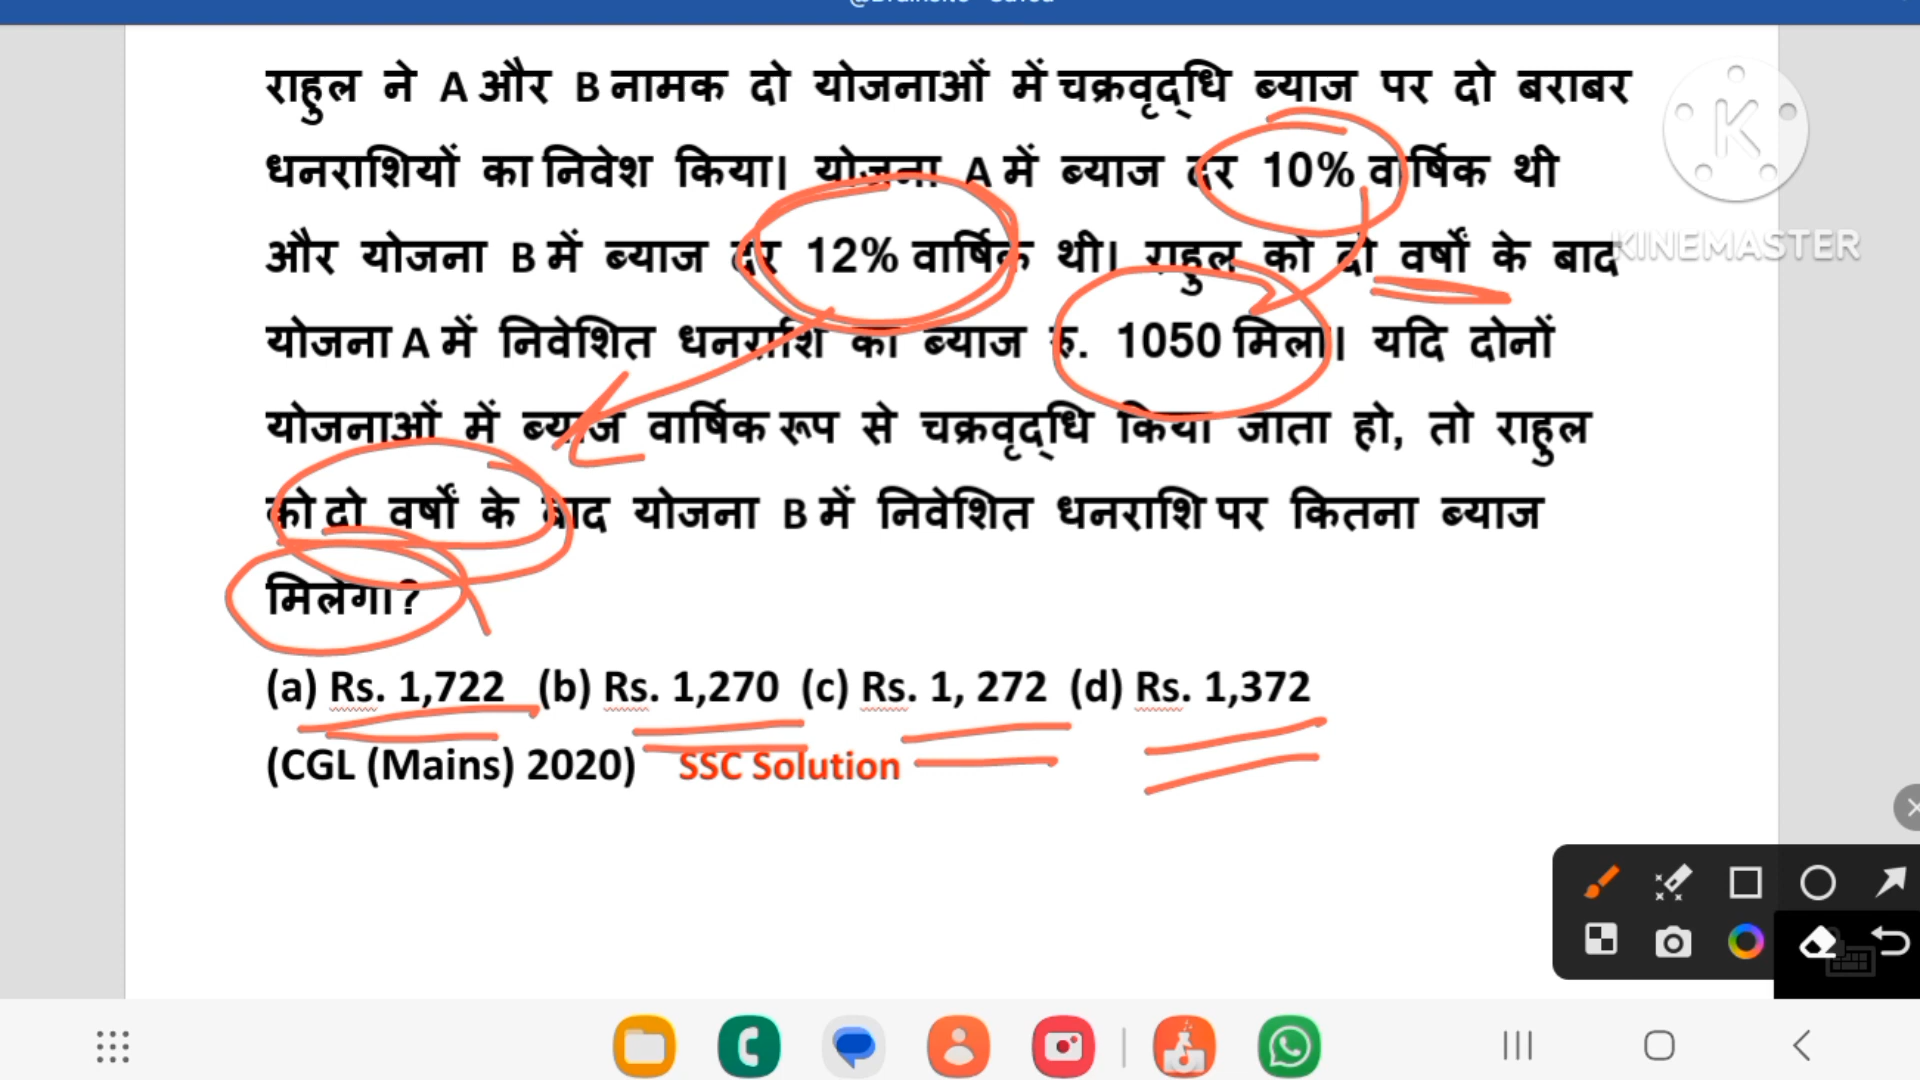 राहुल ने A और B नामक दो योजनाओं में चक्रवृद्धि ब्याज पर दो बराबर
धनराशियों का निवेश किया। योजना A में ब्याज दर 10% वार्षिक थी
और योजना B में ब्याज दर 12% वार्षिक थी। राहुल को दो वर्षों के बाद
योजना A में निवेशित धनराशि का ब्याज रु. 1050 मिला। यदि दोनों
योजनाओं में ब्याज वार्षिक रूप से चक्रवृद्धि किया जाता हो, तो राहुल
को दो वर्षों के बाद योजना B में निवेशित धनराशि पर कितना ब्याज
मिलेगा?
(a) Rs. 1,722 (b) Rs. 1,270 (c) Rs. 1, 272 (d) Rs. 1,372
(CGL (Mains) 2020) SSC Solution
KINEMASTER